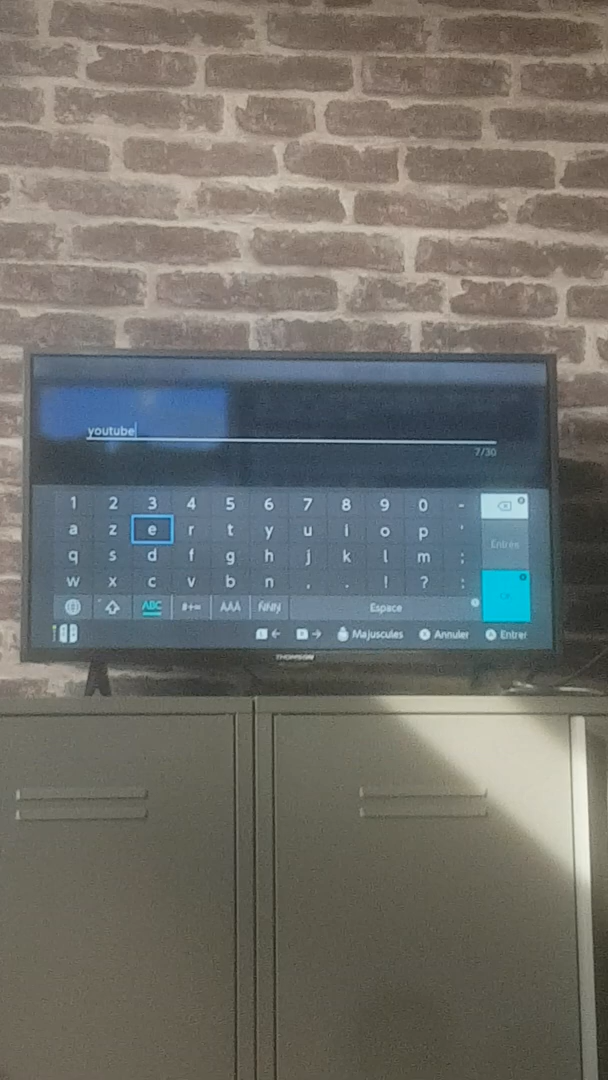 youtube
7/30
1 2 3 4 5 6 7 8 9 0 -
a z e r t y u i o p '
Entrée
q s d f g h j k l m ;
w x c v b n , . ! ? :
OK
ABC #+= ÀÁÂ Espace
Majuscules Annuler Entrer
THOMSON